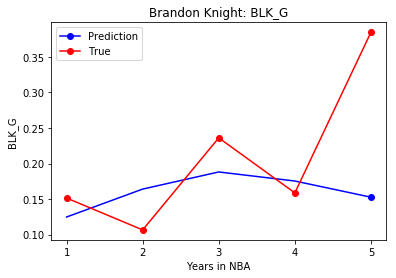 Brandon Knight: BLK_G
Prediction
True
BLK_G
0.35
0.30
0.25
0.20
0.15
0.10
1 2 3 4 5
Years in NBA